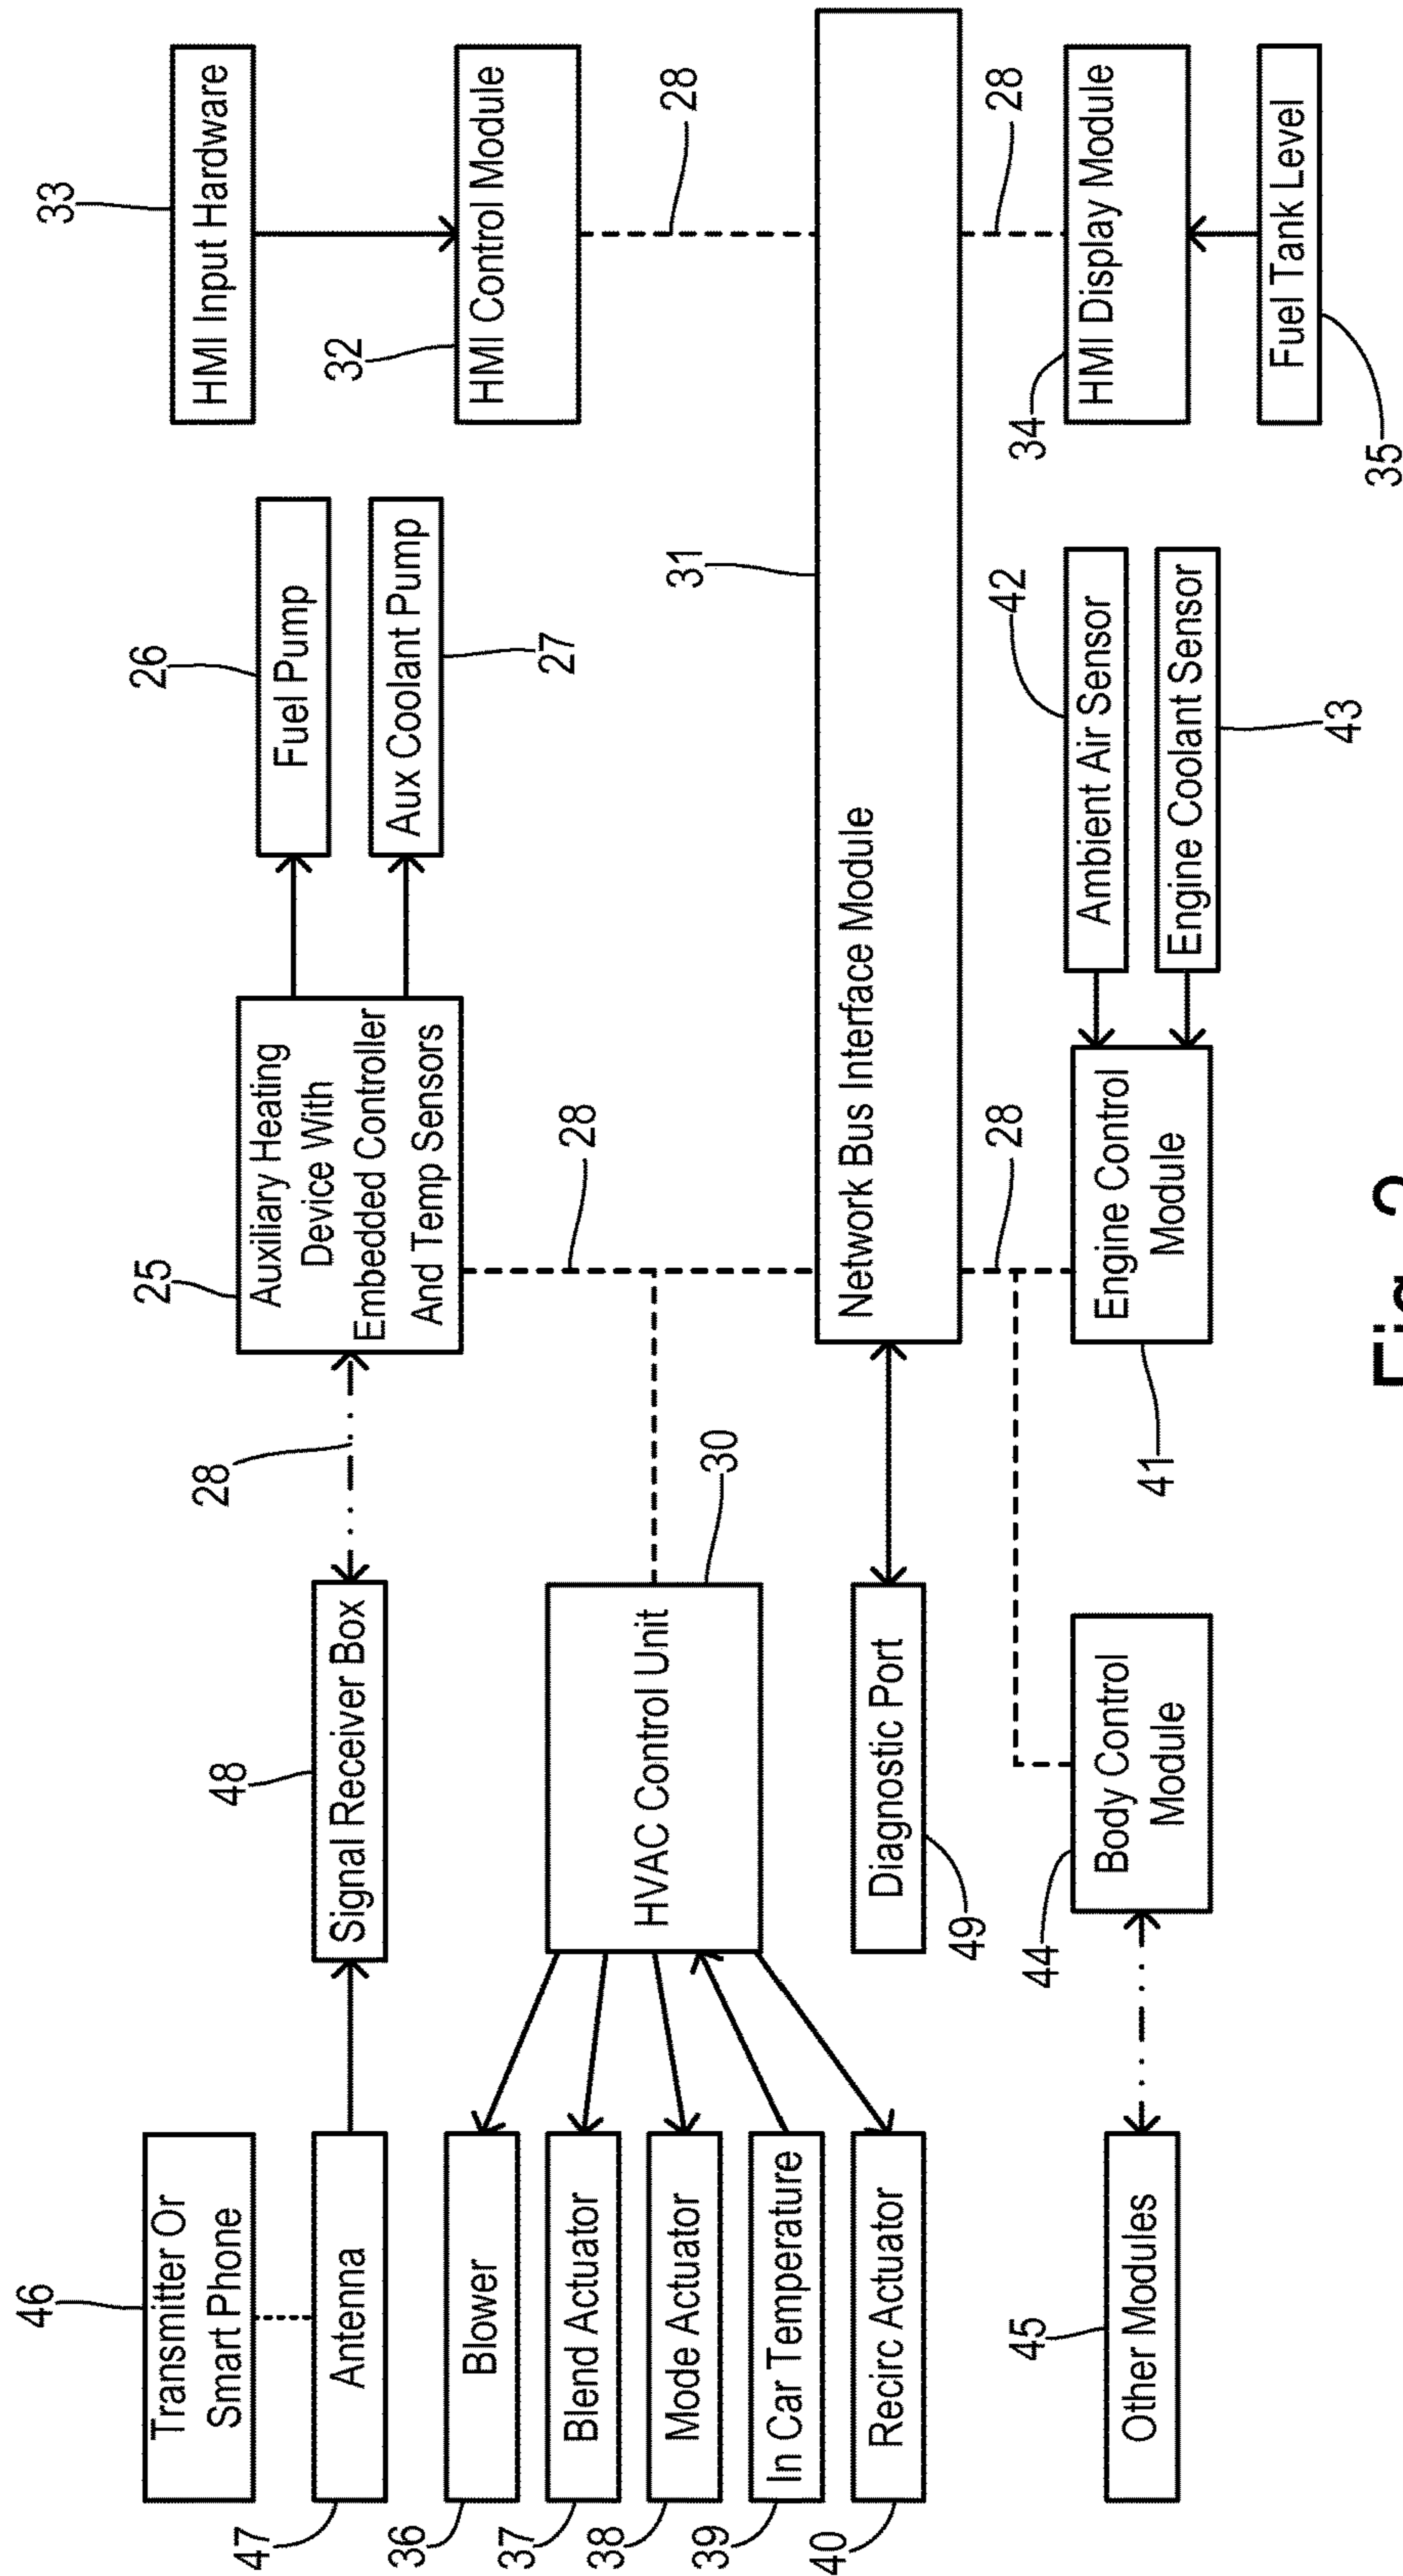 46
33
Transmitter Or
Smart Phone
HMI Input Hardware
47
Antenna
48
Signal Receiver Box
28
25
Auxiliary Heating
Device With
Embedded Controller
And Temp Sensors
26
Fuel Pump
Aux Coolant Pump
27
32
HMI Control Module
36
Blower
37
Blend Actuator
38
Mode Actuator
39
In Car Temperature
40
Recirc Actuator
HVAC Control Unit
30
28
28
31
Network Bus Interface Module
Diagnostic Port
49
28
28
42
Ambient Air Sensor
Engine Coolant Sensor
43
34
HMI Display Module
Fuel Tank Level
35
45
Other Modules
44
Body Control
Module
Engine Control
Module
41